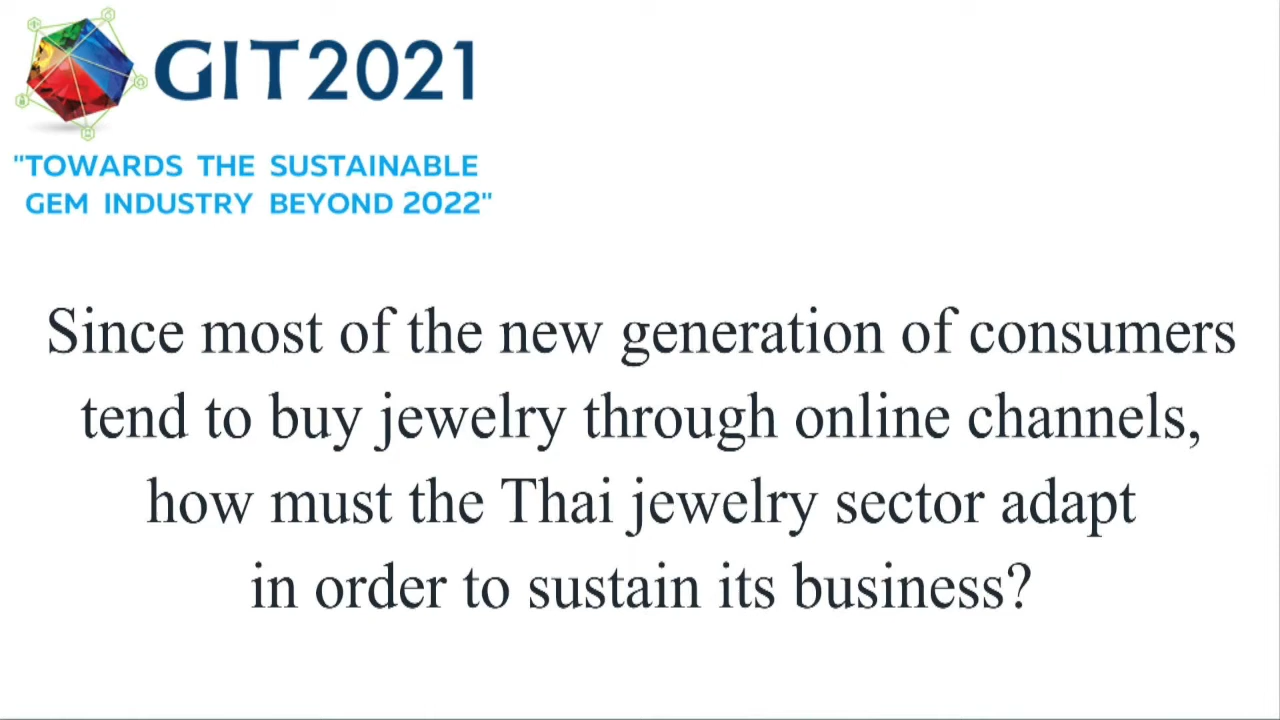 GIT2021
"TOWARDS THE SUSTAINABLE
GEM INDUSTRY BEYOND 2022"
Since most of the new generation of consumers
tend to buy jewelry through online channels,
how must the Thai jewelry sector adapt
in order to sustain its business?